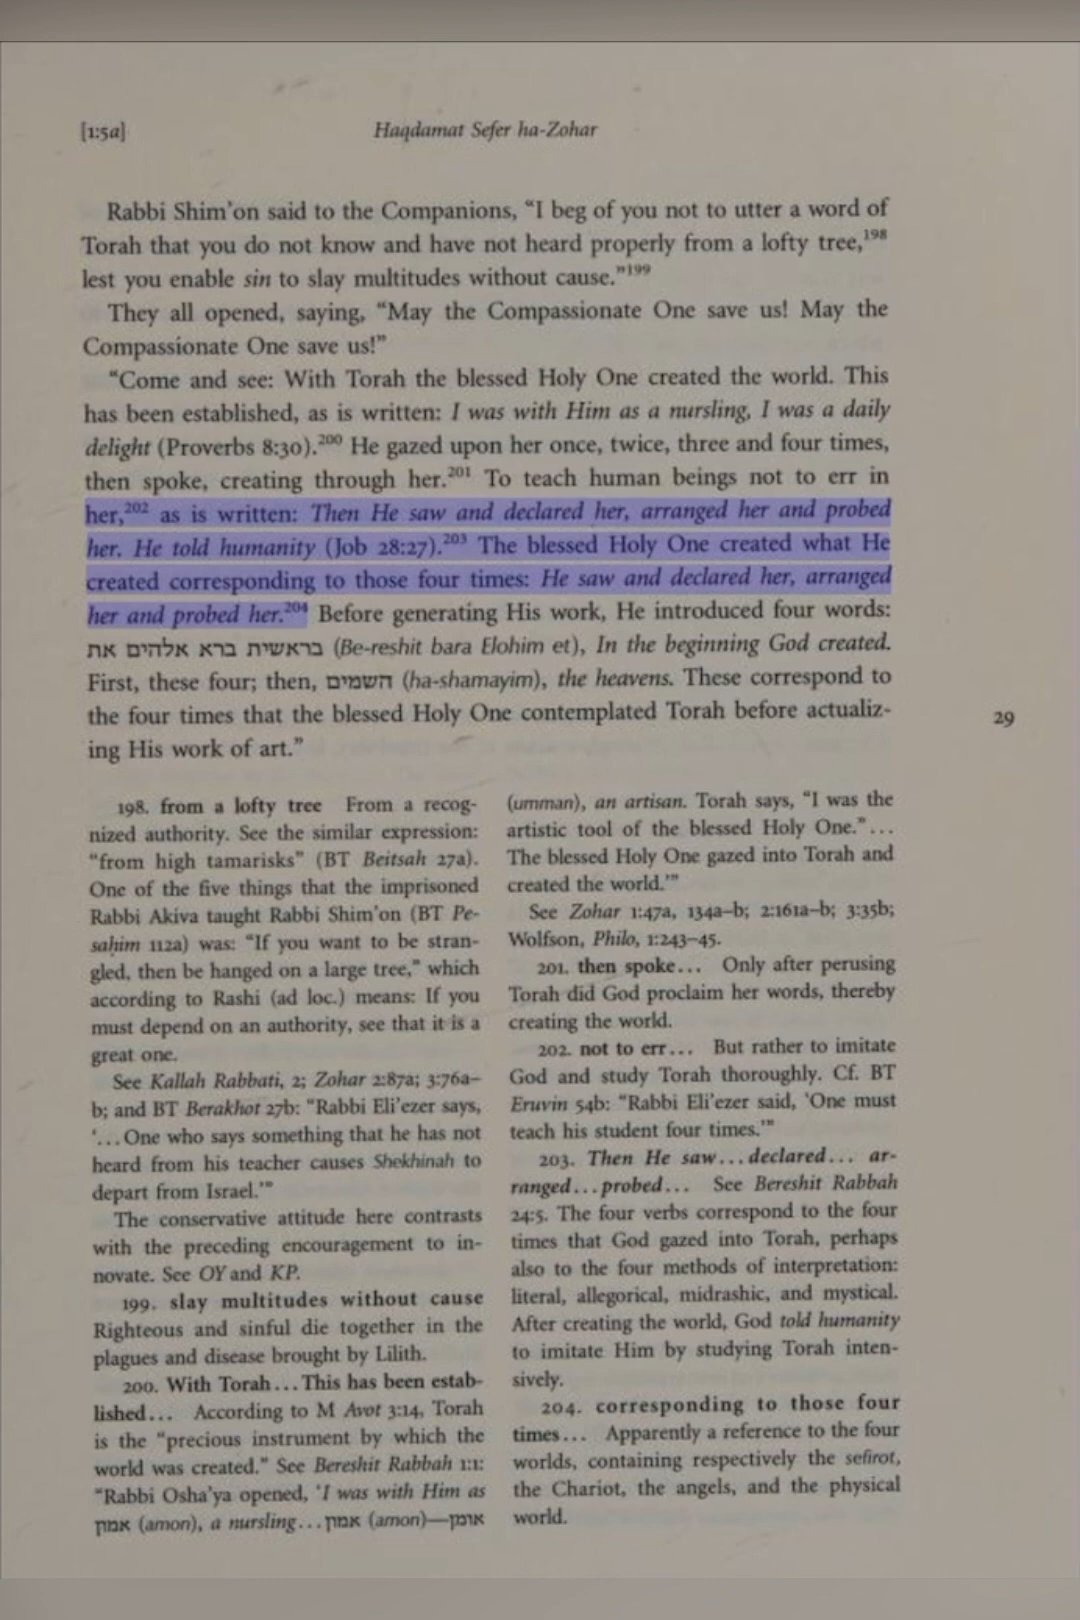 [1:5a]
Haqdamat Sefer ha-Zohar
Rabbi Shim'on said to the Companions, “I beg of you not to utter a word of
Torah that you do not know and have not heard properly from a lofty tree,198
lest you enable sin to slay multitudes without cause.”199
They all opened, saying, “May the Compassionate One save us! May the
Compassionate One save us!”
“Come and see: With Torah the blessed Holy One created the world. This
has been established, as is written: I was with Him as a nursling, I was a daily
delight (Proverbs 8:30).200 He gazed upon her once, twice, three and four times,
then spoke, creating through her.201 To teach human beings not to err in
her,202 as is written: Then He saw and declared her, arranged her and probed
her. He told humanity (Job 28:27).203 The blessed Holy One created what He
created corresponding to those four times: He saw and declared her, arranged
her and probed her.204 Before generating His work, He introduced four words:
בראשית ברא אלהים את (Be-reshit bara Elohim et), In the beginning God created.
First, these four; then, השמים (ha-shamayim), the heavens. These correspond to
the four times that the blessed Holy One contemplated Torah before actualiz-
ing His work of art.”
29
198. from a lofty tree From a recog-
nized authority. See the similar expression:
“from high tamarisks” (BT Beitsah 27a).
One of the five things that the imprisoned
Rabbi Akiva taught Rabbi Shim'on (BT Pe-
saḥim 112a) was: “If you want to be stran-
gled, then be hanged on a large tree,” which
according to Rashi (ad loc.) means: If you
must depend on an authority, see that it is a
great one.
See Kallah Rabbati, 2; Zohar 2:87a; 3:76a–
b; and BT Berakhot 27b: “Rabbi Eli'ezer says,
‘...One who says something that he has not
heard from his teacher causes Shekhinah to
depart from Israel.’”
The conservative attitude here contrasts
with the preceding encouragement to in-
novate. See OY and KP.
199. slay multitudes without cause
Righteous and sinful die together in the
plagues and disease brought by Lilith.
200. With Torah...This has been estab-
lished... According to M Avot 3:14, Torah
is the “precious instrument by which the
world was created.” See Bereshit Rabbah 1:1:
“Rabbi Osha'ya opened, ‘I was with Him as
אמון (amon), a nursling...אמון (amon)—אומן
(umman), an artisan. Torah says, “I was the
artistic tool of the blessed Holy One.”...
The blessed Holy One gazed into Torah and
created the world.’”
See Zohar 1:47a, 134a–b; 2:161a–b; 3:35b;
Wolfson, Philo, 1:243–45.
201. then spoke... Only after perusing
Torah did God proclaim her words, thereby
creating the world.
202. not to err... But rather to imitate
God and study Torah thoroughly. Cf. BT
Eruvin 54b: “Rabbi Eli'ezer said, ‘One must
teach his student four times.’”
203. Then He saw...declared... ar-
ranged...probed... See Bereshit Rabbah
24:5. The four verbs correspond to the four
times that God gazed into Torah, perhaps
also to the four methods of interpretation:
literal, allegorical, midrashic, and mystical.
After creating the world, God told humanity
to imitate Him by studying Torah inten-
sively.
204. corresponding to those four
times... Apparently a reference to the four
worlds, containing respectively the sefirot,
the Chariot, the angels, and the physical
world.